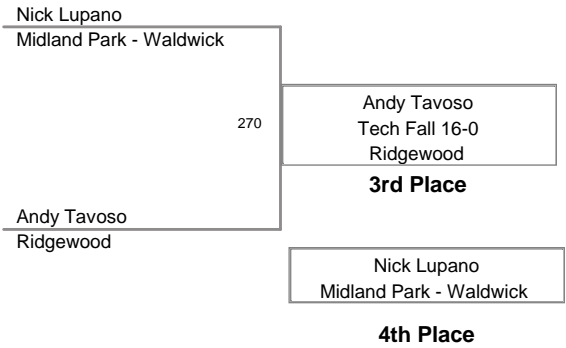 Nick Lupano
Midland Park - Waldwick
270
Andy Tavoso
Tech Fall 16-0
Ridgewood
3rd Place
Andy Tavoso
Ridgewood
Nick Lupano
Midland Park - Waldwick
4th Place